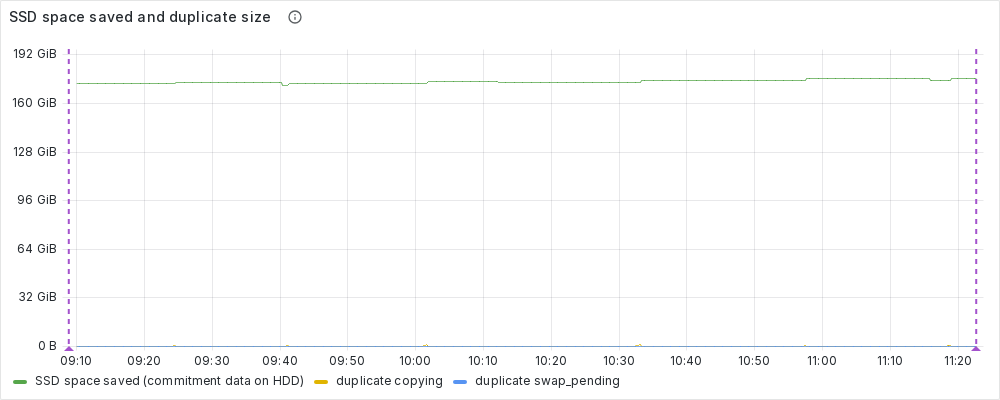 SSD space saved and duplicate size
192 GiB
160 GiB
128 GiB
96 GiB
64 GiB
32 GiB
0 B
09:10 09:20 09:30 09:40 09:50 10:00 10:10 10:20 10:30 10:40 10:50 11:00 11:10 11:20
SSD space saved (commitment data on HDD) duplicate copying duplicate swap_pending